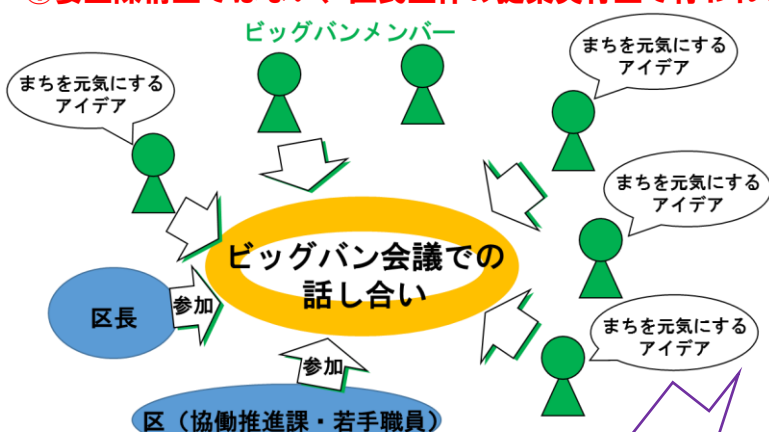 ビッグバンメンバー
まちを元気にする
アイデア
まちを元気にする
アイデア
まちを元気にする
アイデア
ビッグバン会議での
話し合い
区長
参加
まちを元気にする
アイデア
参加
区（協働推進課・若手職員）